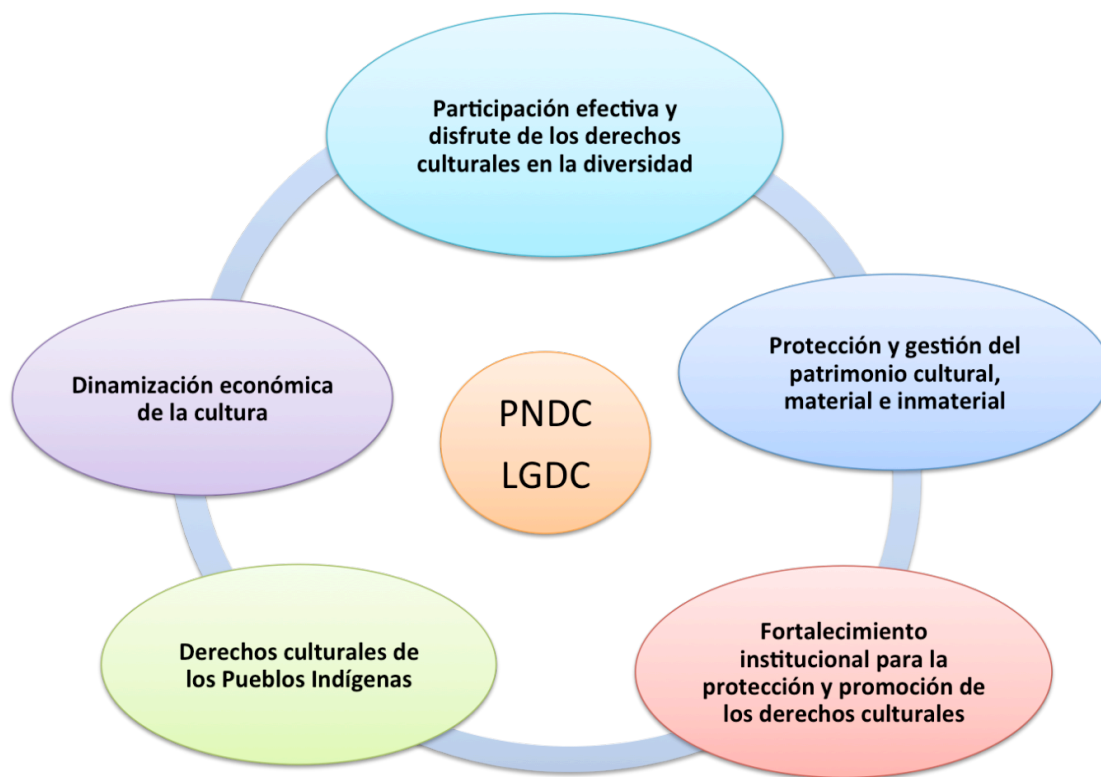 Participación efectiva y
disfrute de los derechos
culturales en la diversidad
Protección y gestión del
patrimonio cultural,
material e inmaterial
Fortalecimiento
institucional para la
protección y promoción de
los derechos culturales
Derechos culturales de
los Pueblos Indígenas
Dinamización económica
de la cultura
PNDC
LGDC